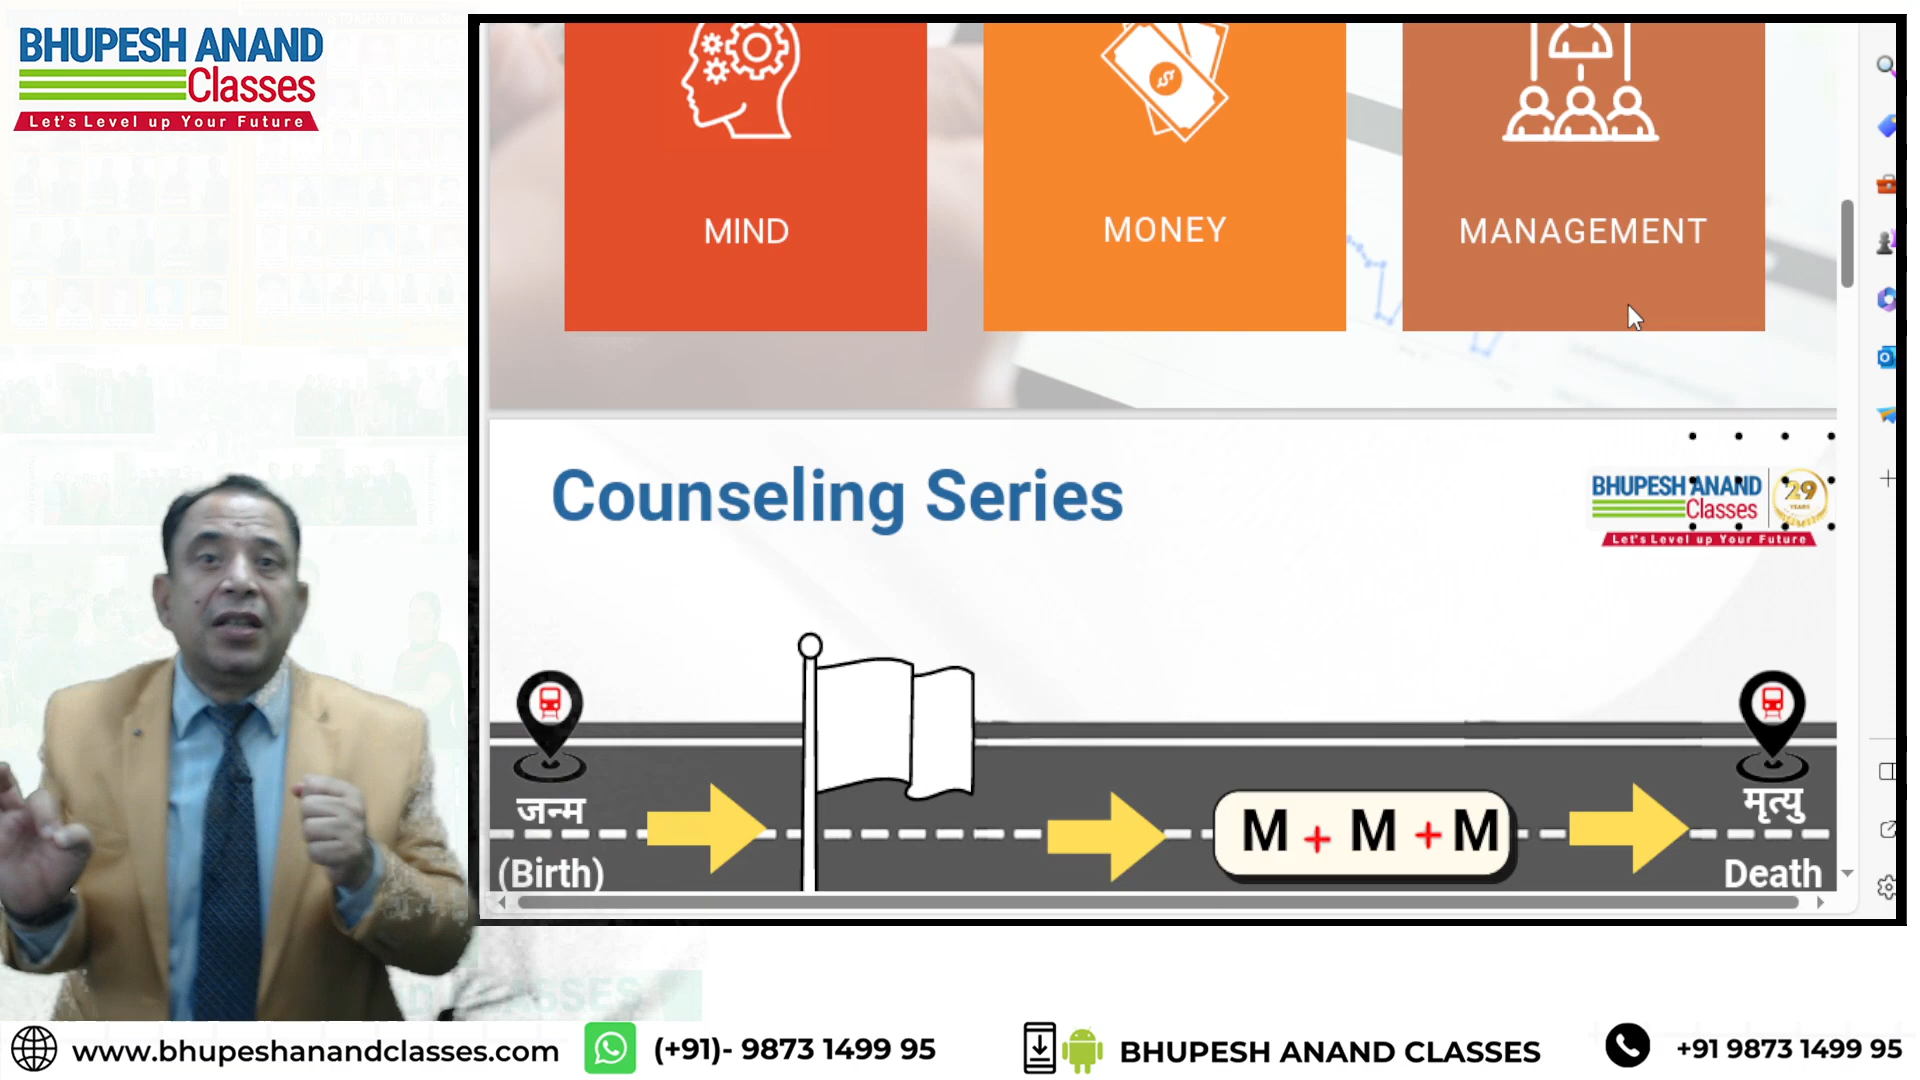 BHUPESH ANAND
Classes
Let's Level up Your Future
MIND
MONEY
MANAGEMENT
Counseling Series
BHUPESH ANAND
Classes
29
YEARS
Let's Level up Your Future
जन्म
(Birth)
M + M + M
मृत्यु
Death
www.bhupeshanandclasses.com
(+91)- 9873 1499 95
BHUPESH ANAND CLASSES
+91 9873 1499 95